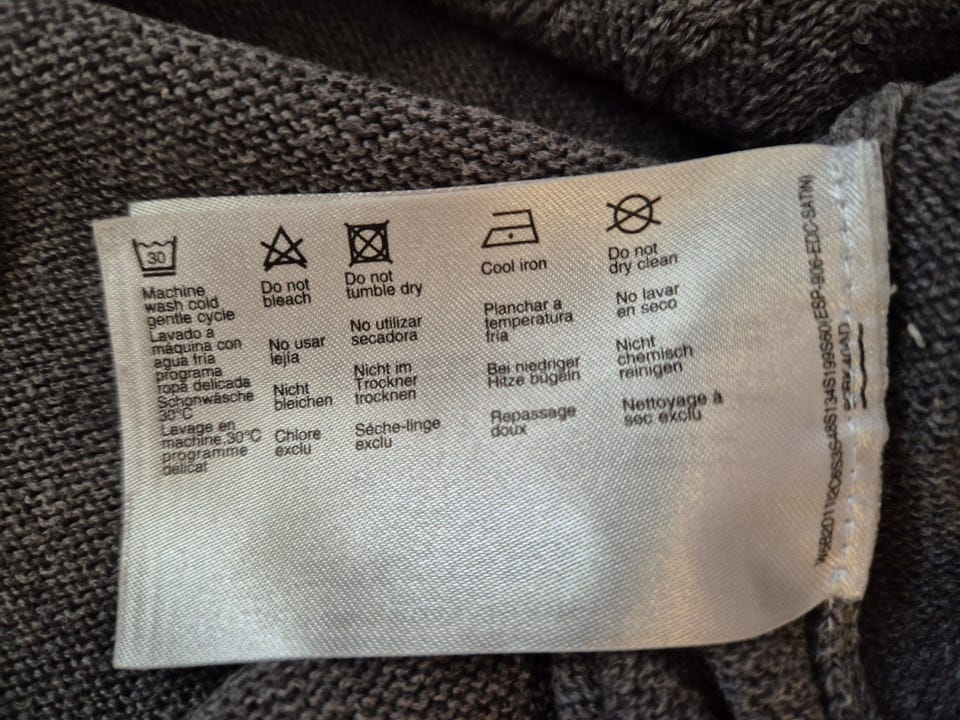 30
Machine
wash cold
gentle cycle
Lavado a
máquina con
agua fria
programa
ropa delicada
Schonwäsche
30°C
Lavage en
machine 30°C
programme
délicat
Do not
bleach
No usar
lejía
Nicht
bleichen
Chlore
exclu
Do not
tumble dry
No utilizar
secadora
Nicht im
Trockner
trocknen
Séche-linge
exclu
Cool iron
Planchar a
temperatura
fria
Bei niedriger
Hitze bügeln
Repassage
doux
Do not
dry clean
No lavar
en seco
Nicht
chemisch
reinigen
Nettoyage à
sec exclu